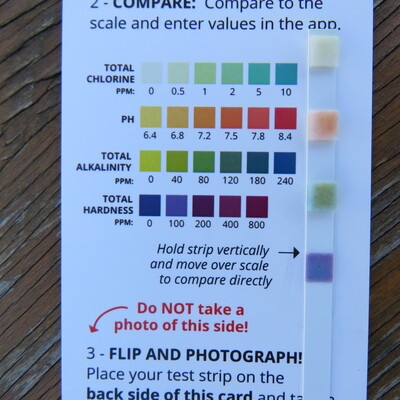 2 - COMPARE: Compare to the
scale and enter values in the app.
TOTAL
CHLORINE
PPM: 0 0.5 1 2 5 10
PH
6.4 6.8 7.2 7.5 7.8 8.4
TOTAL
ALKALINITY
PPM: 0 40 80 120 180 240
TOTAL
HARDNESS
PPM: 0 100 200 400 800
Hold strip vertically
and move over scale
to compare directly
Do NOT take a
photo of this side!
3 - FLIP AND PHOTOGRAPH!
Place your test strip on the
back side of this card and